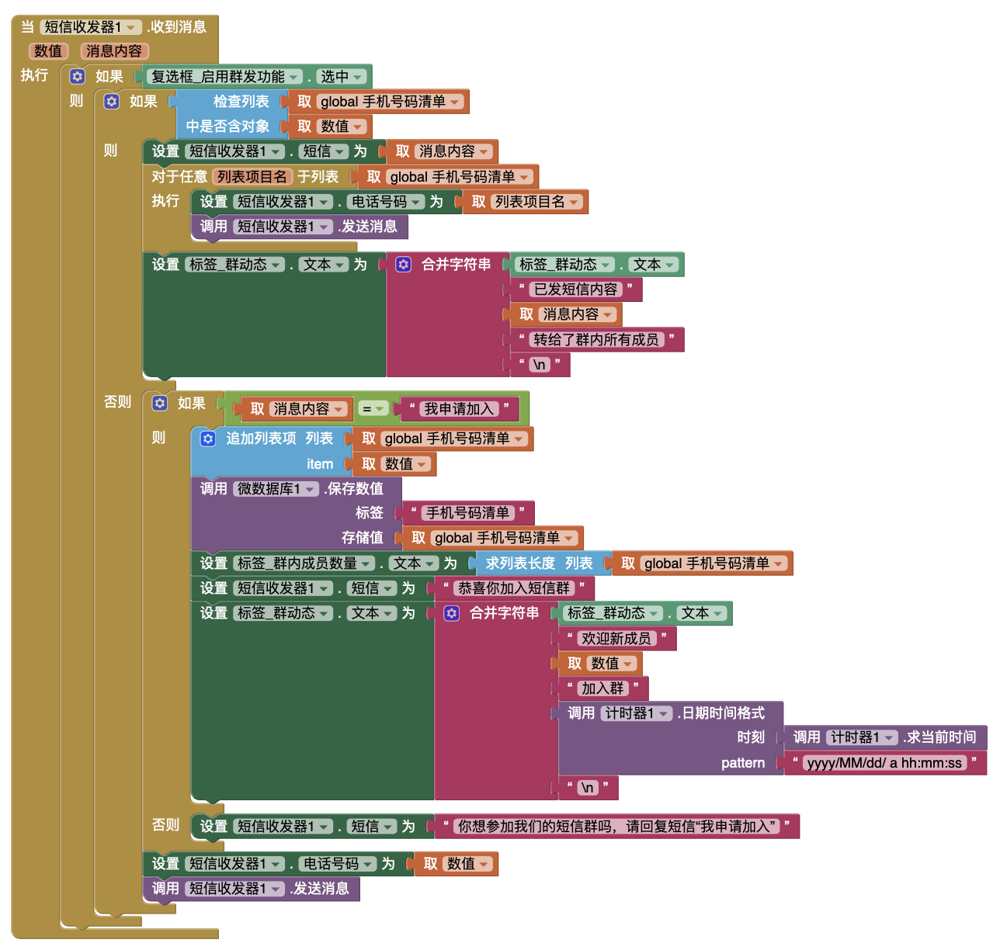 当 短信收发器1 .收到消息
数值 消息内容
执行 如果 复选框_启用群发功能 . 选中
则 如果 检查列表 取 global 手机号码清单
中是否含对象 取 数值
则 设置 短信收发器1 . 短信 为 取 消息内容
对于任意 列表项目名 于列表 取 global 手机号码清单
执行 设置 短信收发器1 . 电话号码 为 取 列表项目名
调用 短信收发器1 .发送消息
设置 标签_群动态 . 文本 为 合并字符串 标签_群动态 . 文本
“ 已发短信内容 ”
取 消息内容
“ 转给了群内所有成员 ”
“ \n ”
否则 如果 取 消息内容 = “ 我申请加入 ”
则 追加列表项 列表 取 global 手机号码清单
item 取 数值
调用 微数据库1 .保存数值
标签 “ 手机号码清单 ”
存储值 取 global 手机号码清单
设置 标签_群内成员数量 . 文本 为 求列表长度 列表 取 global 手机号码清单
设置 短信收发器1 . 短信 为 “ 恭喜你加入短信群 ”
设置 标签_群动态 . 文本 为 合并字符串 标签_群动态 . 文本
“ 欢迎新成员 ”
取 数值
“ 加入群 ”
调用 计时器1 .日期时间格式
时刻 调用 计时器1 .求当前时间
pattern “ yyyy/MM/dd/ a hh:mm:ss ”
“ \n ”
否则 设置 短信收发器1 . 短信 为 “ 你想参加我们的短信群吗，请回复短信“我申请加入” ”
设置 短信收发器1 . 电话号码 为 取 数值
调用 短信收发器1 .发送消息